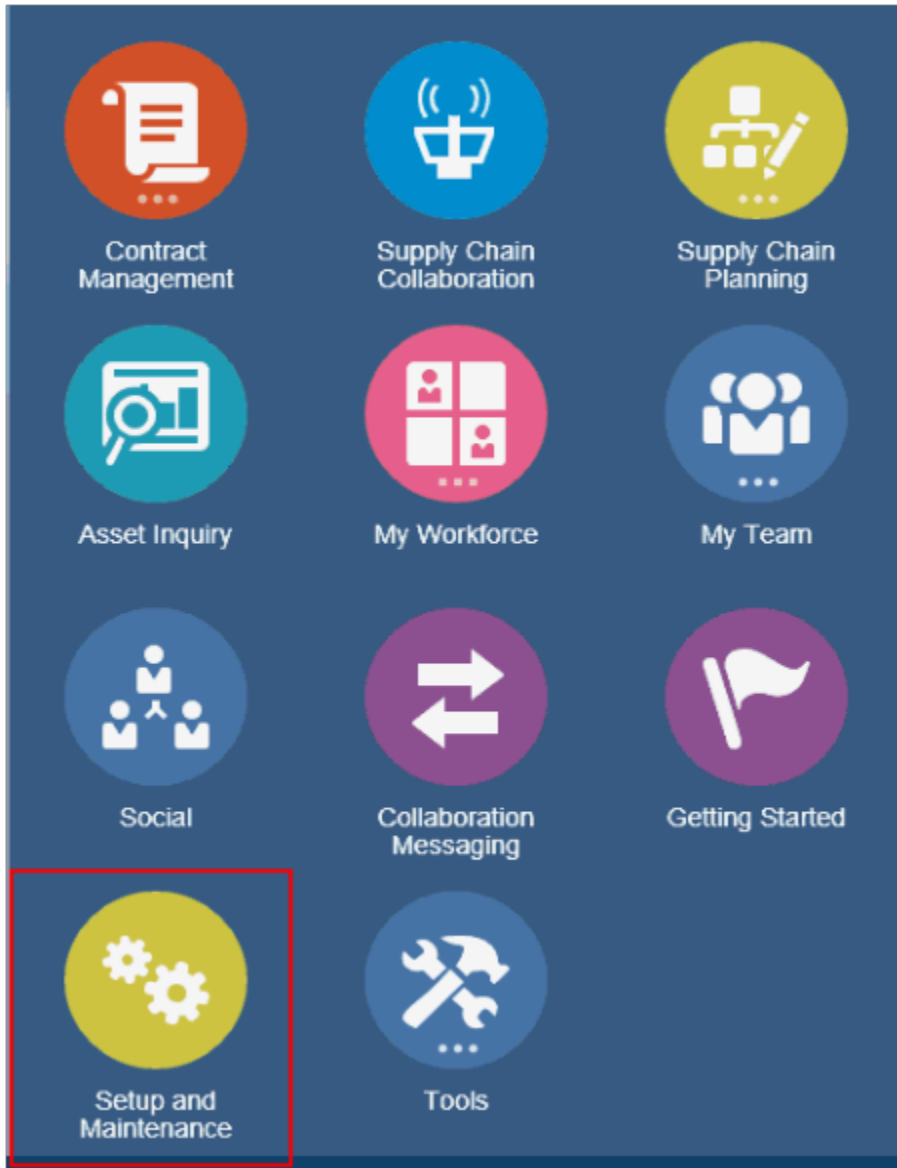 Contract
Management
Supply Chain
Collaboration
Supply Chain
Planning
Asset Inquiry
My Workforce
My Team
Social
Collaboration
Messaging
Getting Started
Setup and
Maintenance
Tools